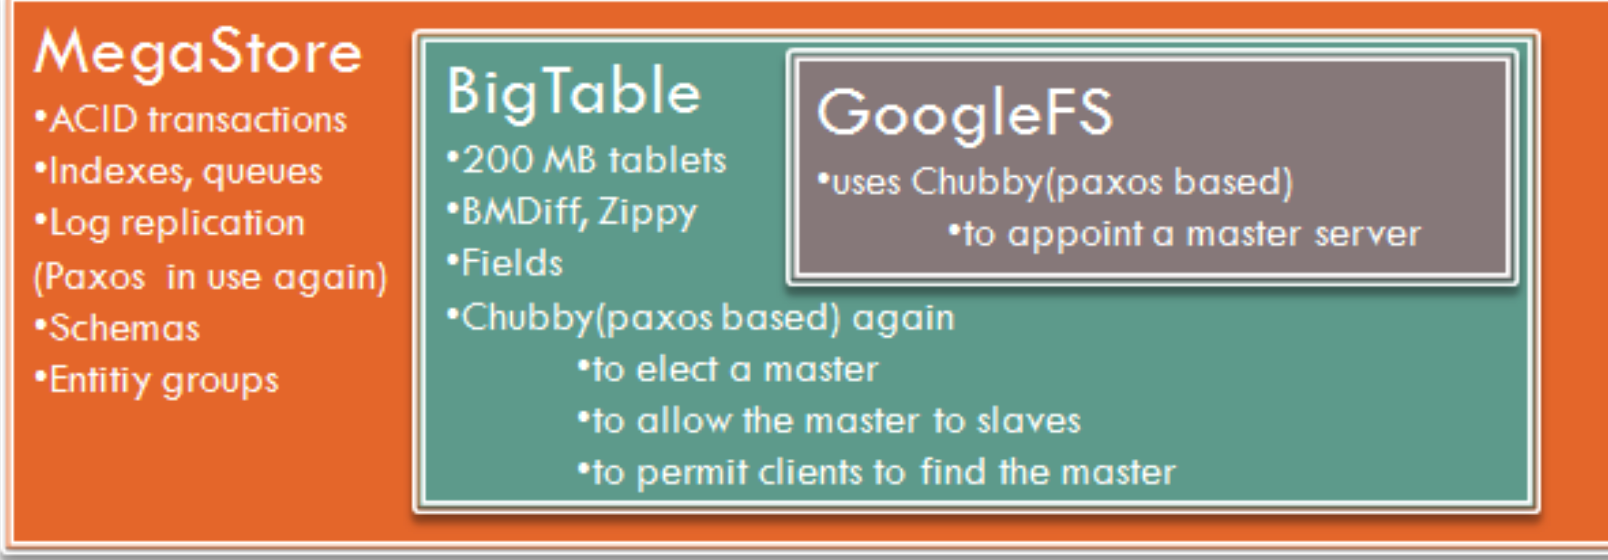 MegaStore
•ACID transactions
•Indexes, queues
•Log replication
(Paxos in use again)
•Schemas
•Entitiy groups
BigTable
•200 MB tablets
•BMDiff, Zippy
•Fields
•Chubby(paxos based) again
•to elect a master
•to allow the master to slaves
•to permit clients to find the master
GoogleFS
•uses Chubby(paxos based)
•to appoint a master server